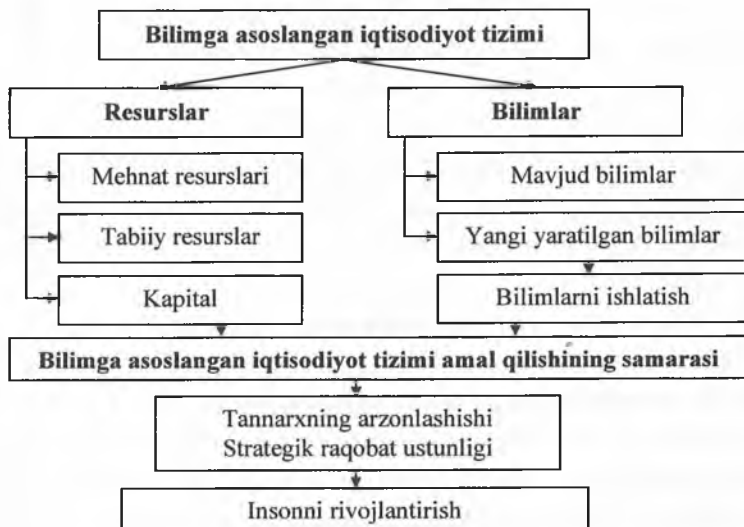 Bilimga asoslangan iqtisodiyot tizimi
Resurslar
Mehnat resurslari
Tabiiy resurslar
Kapital
Bilimlar
Mavjud bilimlar
Yangi yaratilgan bilimlar
Bilimlarni ishlatish
Bilimga asoslangan iqtisodiyot tizimi amal qilishining samarasi
Tannarxning arzonlashishi
Strategik raqobat ustunligi
Insonni rivojlantirish